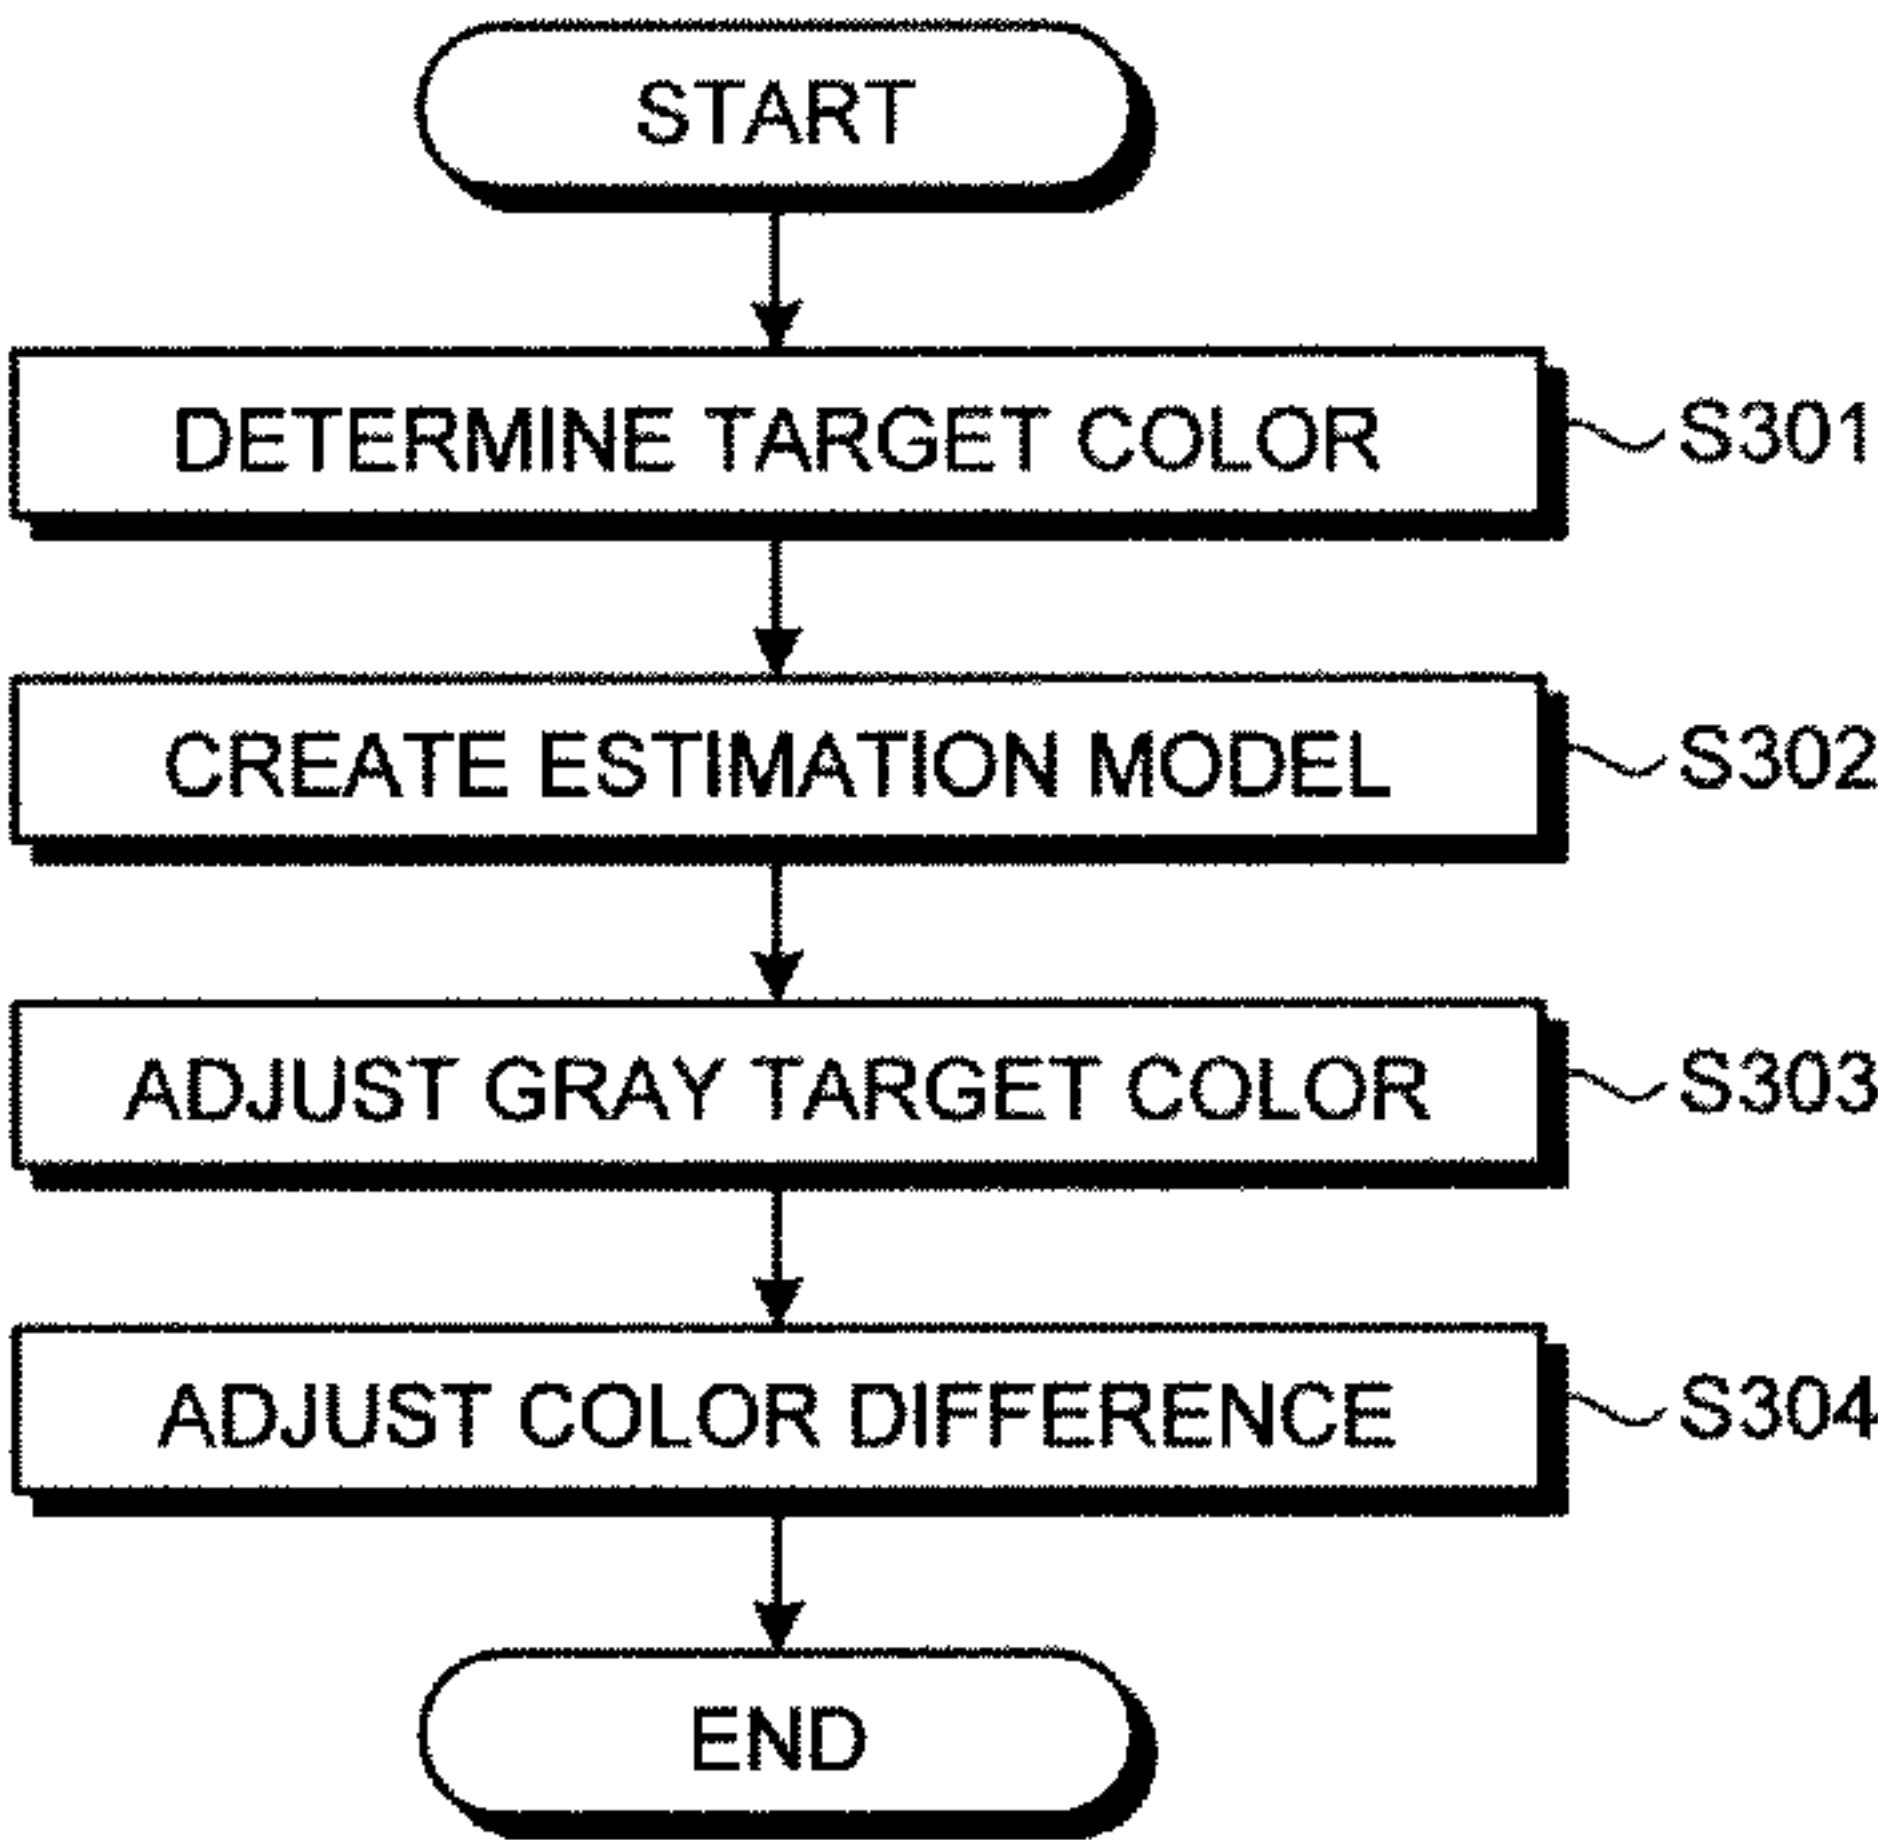 START
DETERMINE TARGET COLOR S301
CREATE ESTIMATION MODEL S302
ADJUST GRAY TARGET COLOR S303
ADJUST COLOR DIFFERENCE S304
END